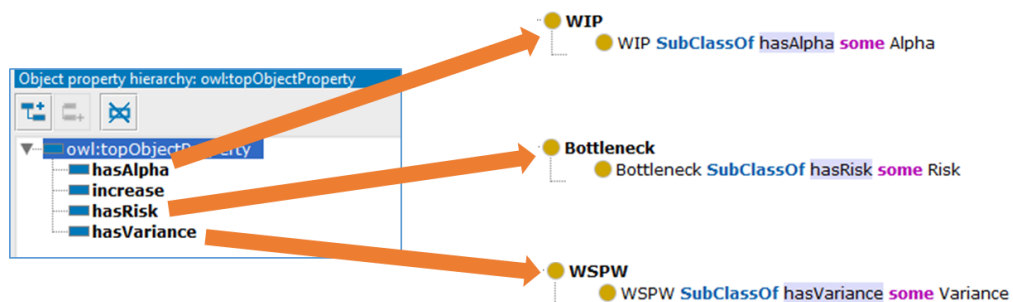 Object property hierarchy: owl:topObjectProperty
owl:topObjectProperty
hasAlpha
increase
hasRisk
hasVariance
WIP
WIP SubClassOf hasAlpha some Alpha
Bottleneck
Bottleneck SubClassOf hasRisk some Risk
WSPW
WSPW SubClassOf hasVariance some Variance